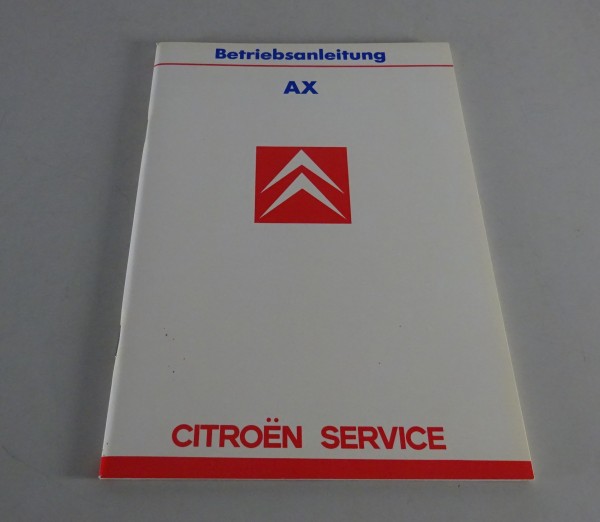 Betriebsanleitung
AX
CITROËN SERVICE